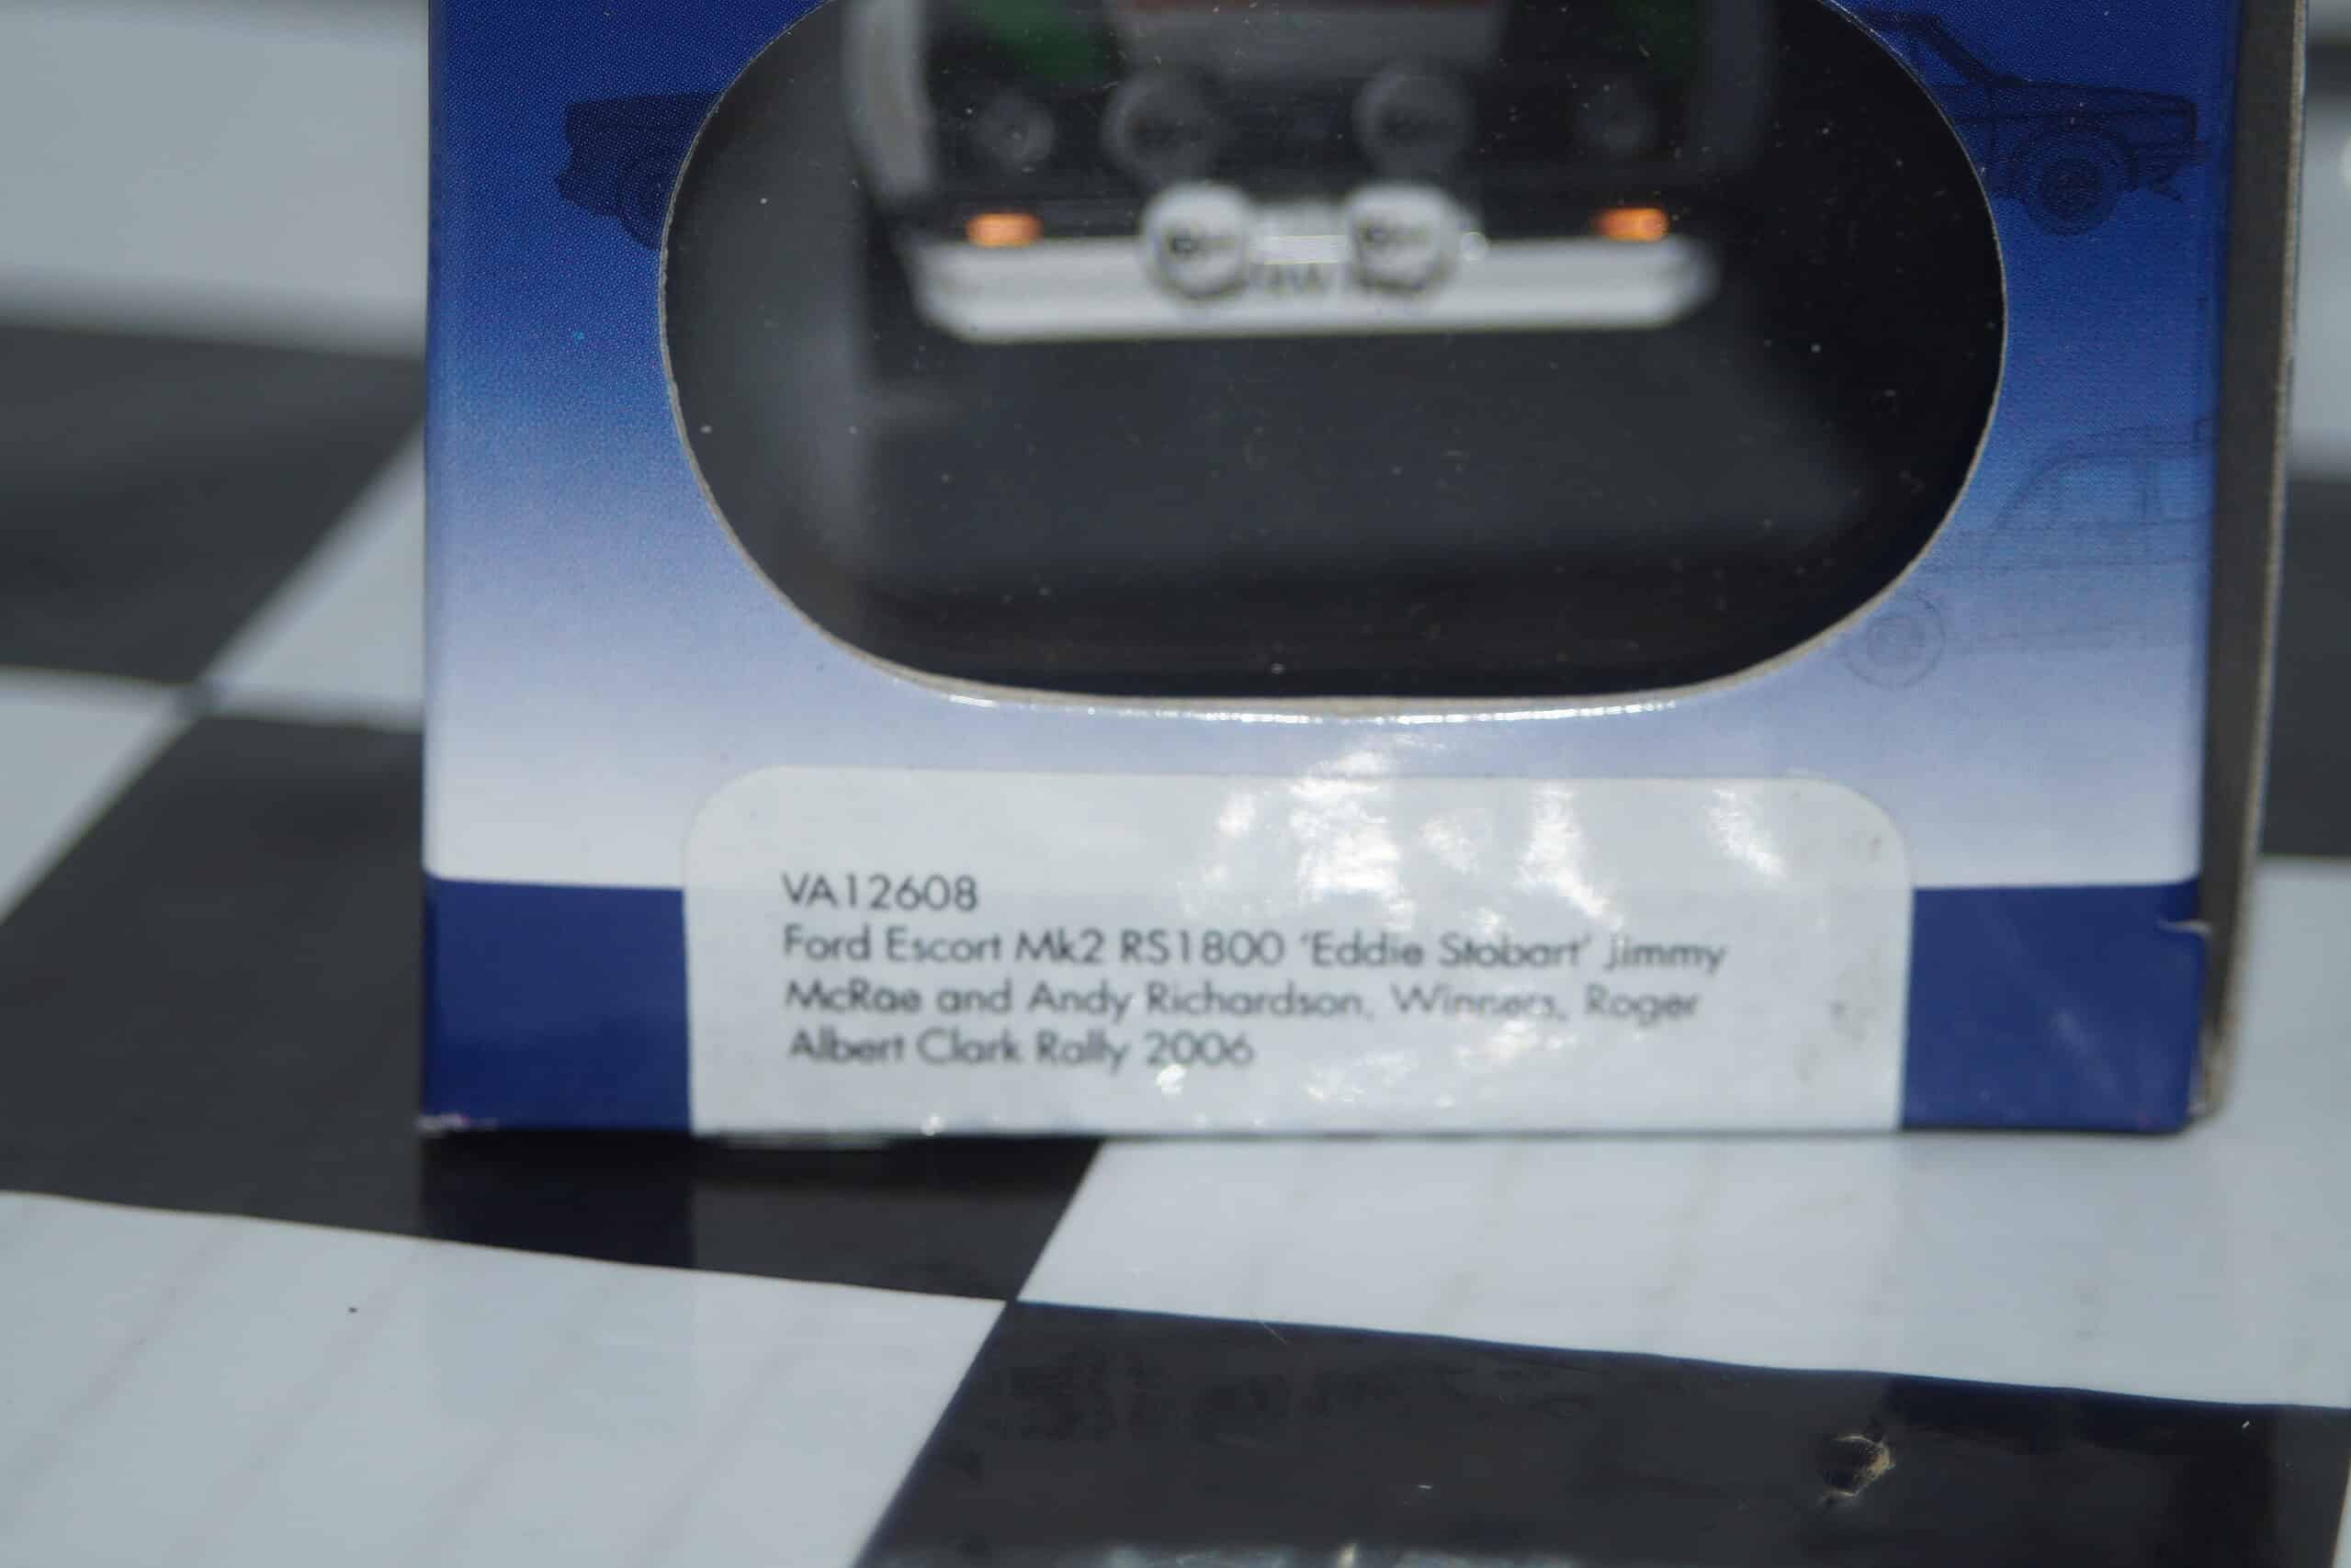 VA12608
Ford Escort Mk2 RS1800 'Eddie Stobart' Jimmy
McRae and Andy Richardson, Winners, Roger
Albert Clark Rally 2006